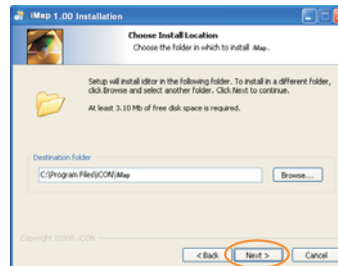 iMap 1.00 Installation
Choose Install Location
Choose the folder in which to install iMap.
Setup will install iditor in the following folder. To install in a different folder,
click Browse and select another folder. Click Next to continue.
At least 3.10 Mb of free disk space is required.
Destination Folder
C:\Program Files\iCON\iMap
Browse...
Copyright ?2008, iCON
< Back
Next >
Cancel